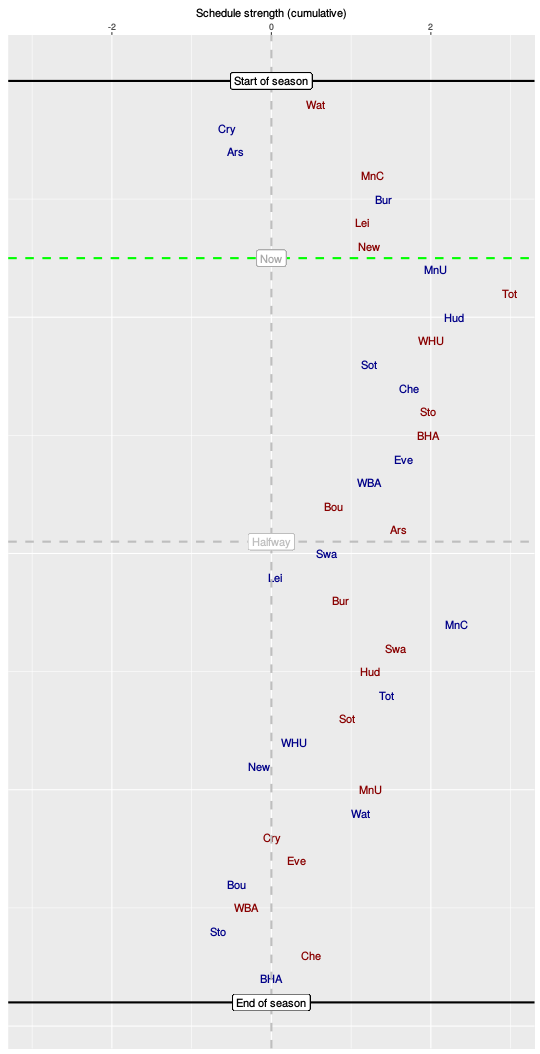 Schedule strength (cumulative)
-2 0 2
Start of season
Wat
Cry
Ars
MnC
Bur
Lei
New
Now
MnU
Tot
Hud
WHU
Sot
Che
Sto
BHA
Eve
WBA
Bou
Ars
Halfway
Swa
Lei
Bur
MnC
Swa
Hud
Tot
Sot
WHU
New
MnU
Wat
Cry
Eve
Bou
WBA
Sto
Che
BHA
End of season